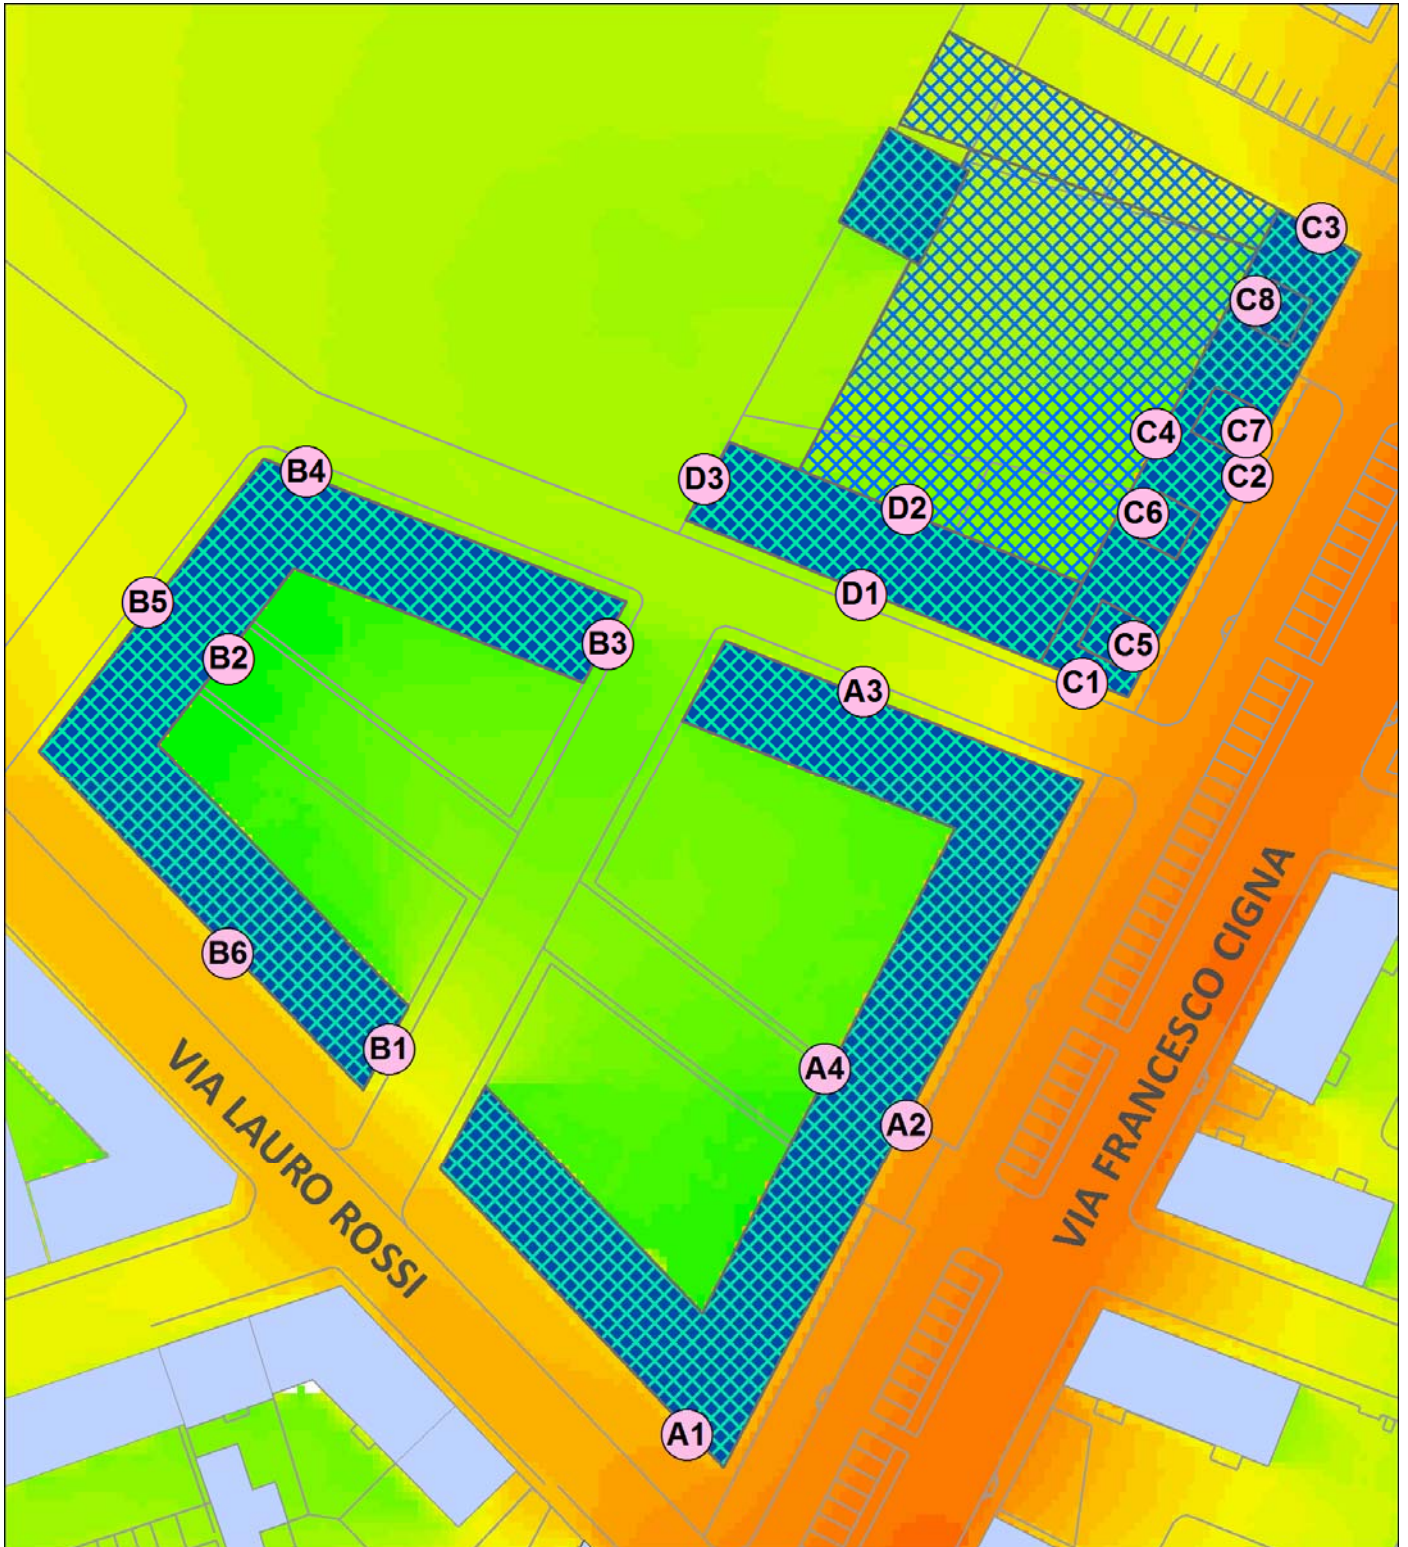 C3
C8
C4
C7
B4
D3
C2
D2
C6
D1
B5
B3
C5
B2
C1
A3
B6
B1
A4
A2
VIA LAURO ROSSI
VIA FRANCESCO CIGNA
A1